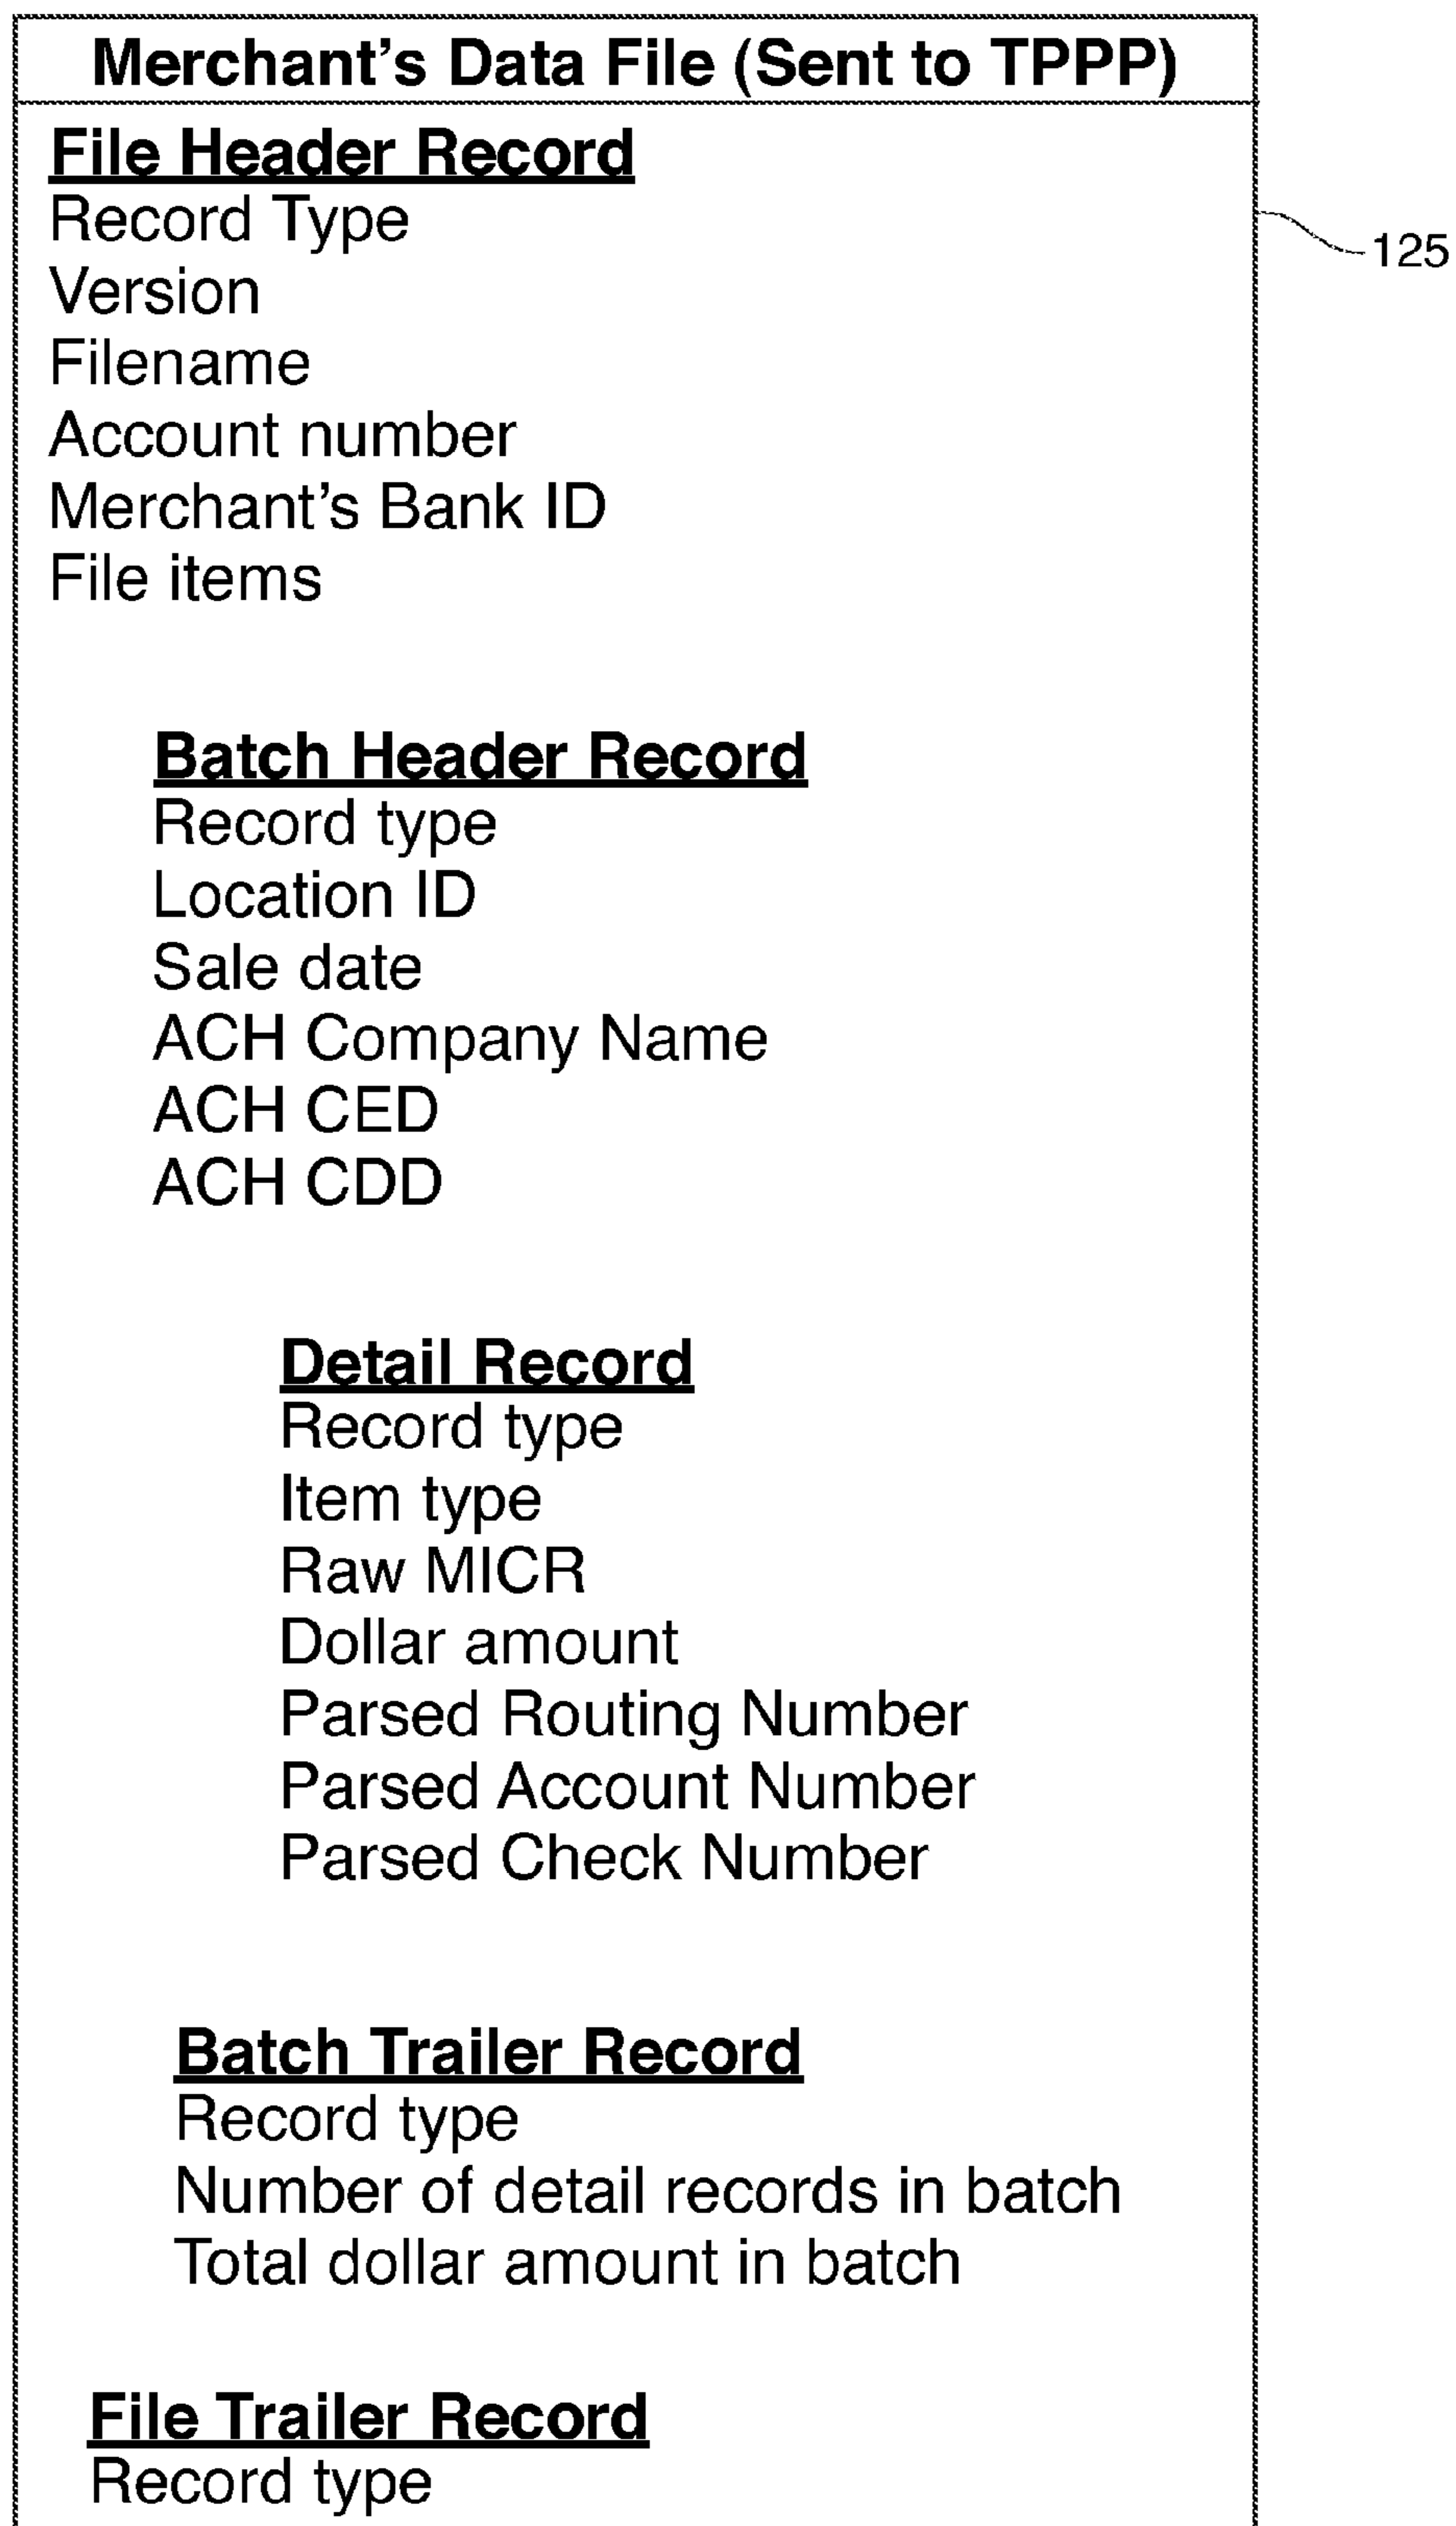 Merchant's Data File (Sent to TPPP)
File Header Record
Record Type
125
Version
Filename
Account number
Merchant's Bank ID
File items
Batch Header Record
Record type
Location ID
Sale date
ACH Company Name
ACH CED
ACH CDD
Detail Record
Record type
Item type
Raw MICR
Dollar amount
Parsed Routing Number
Parsed Account Number
Parsed Check Number
Batch Trailer Record
Record type
Number of detail records in batch
Total dollar amount in batch
File Trailer Record
Record type